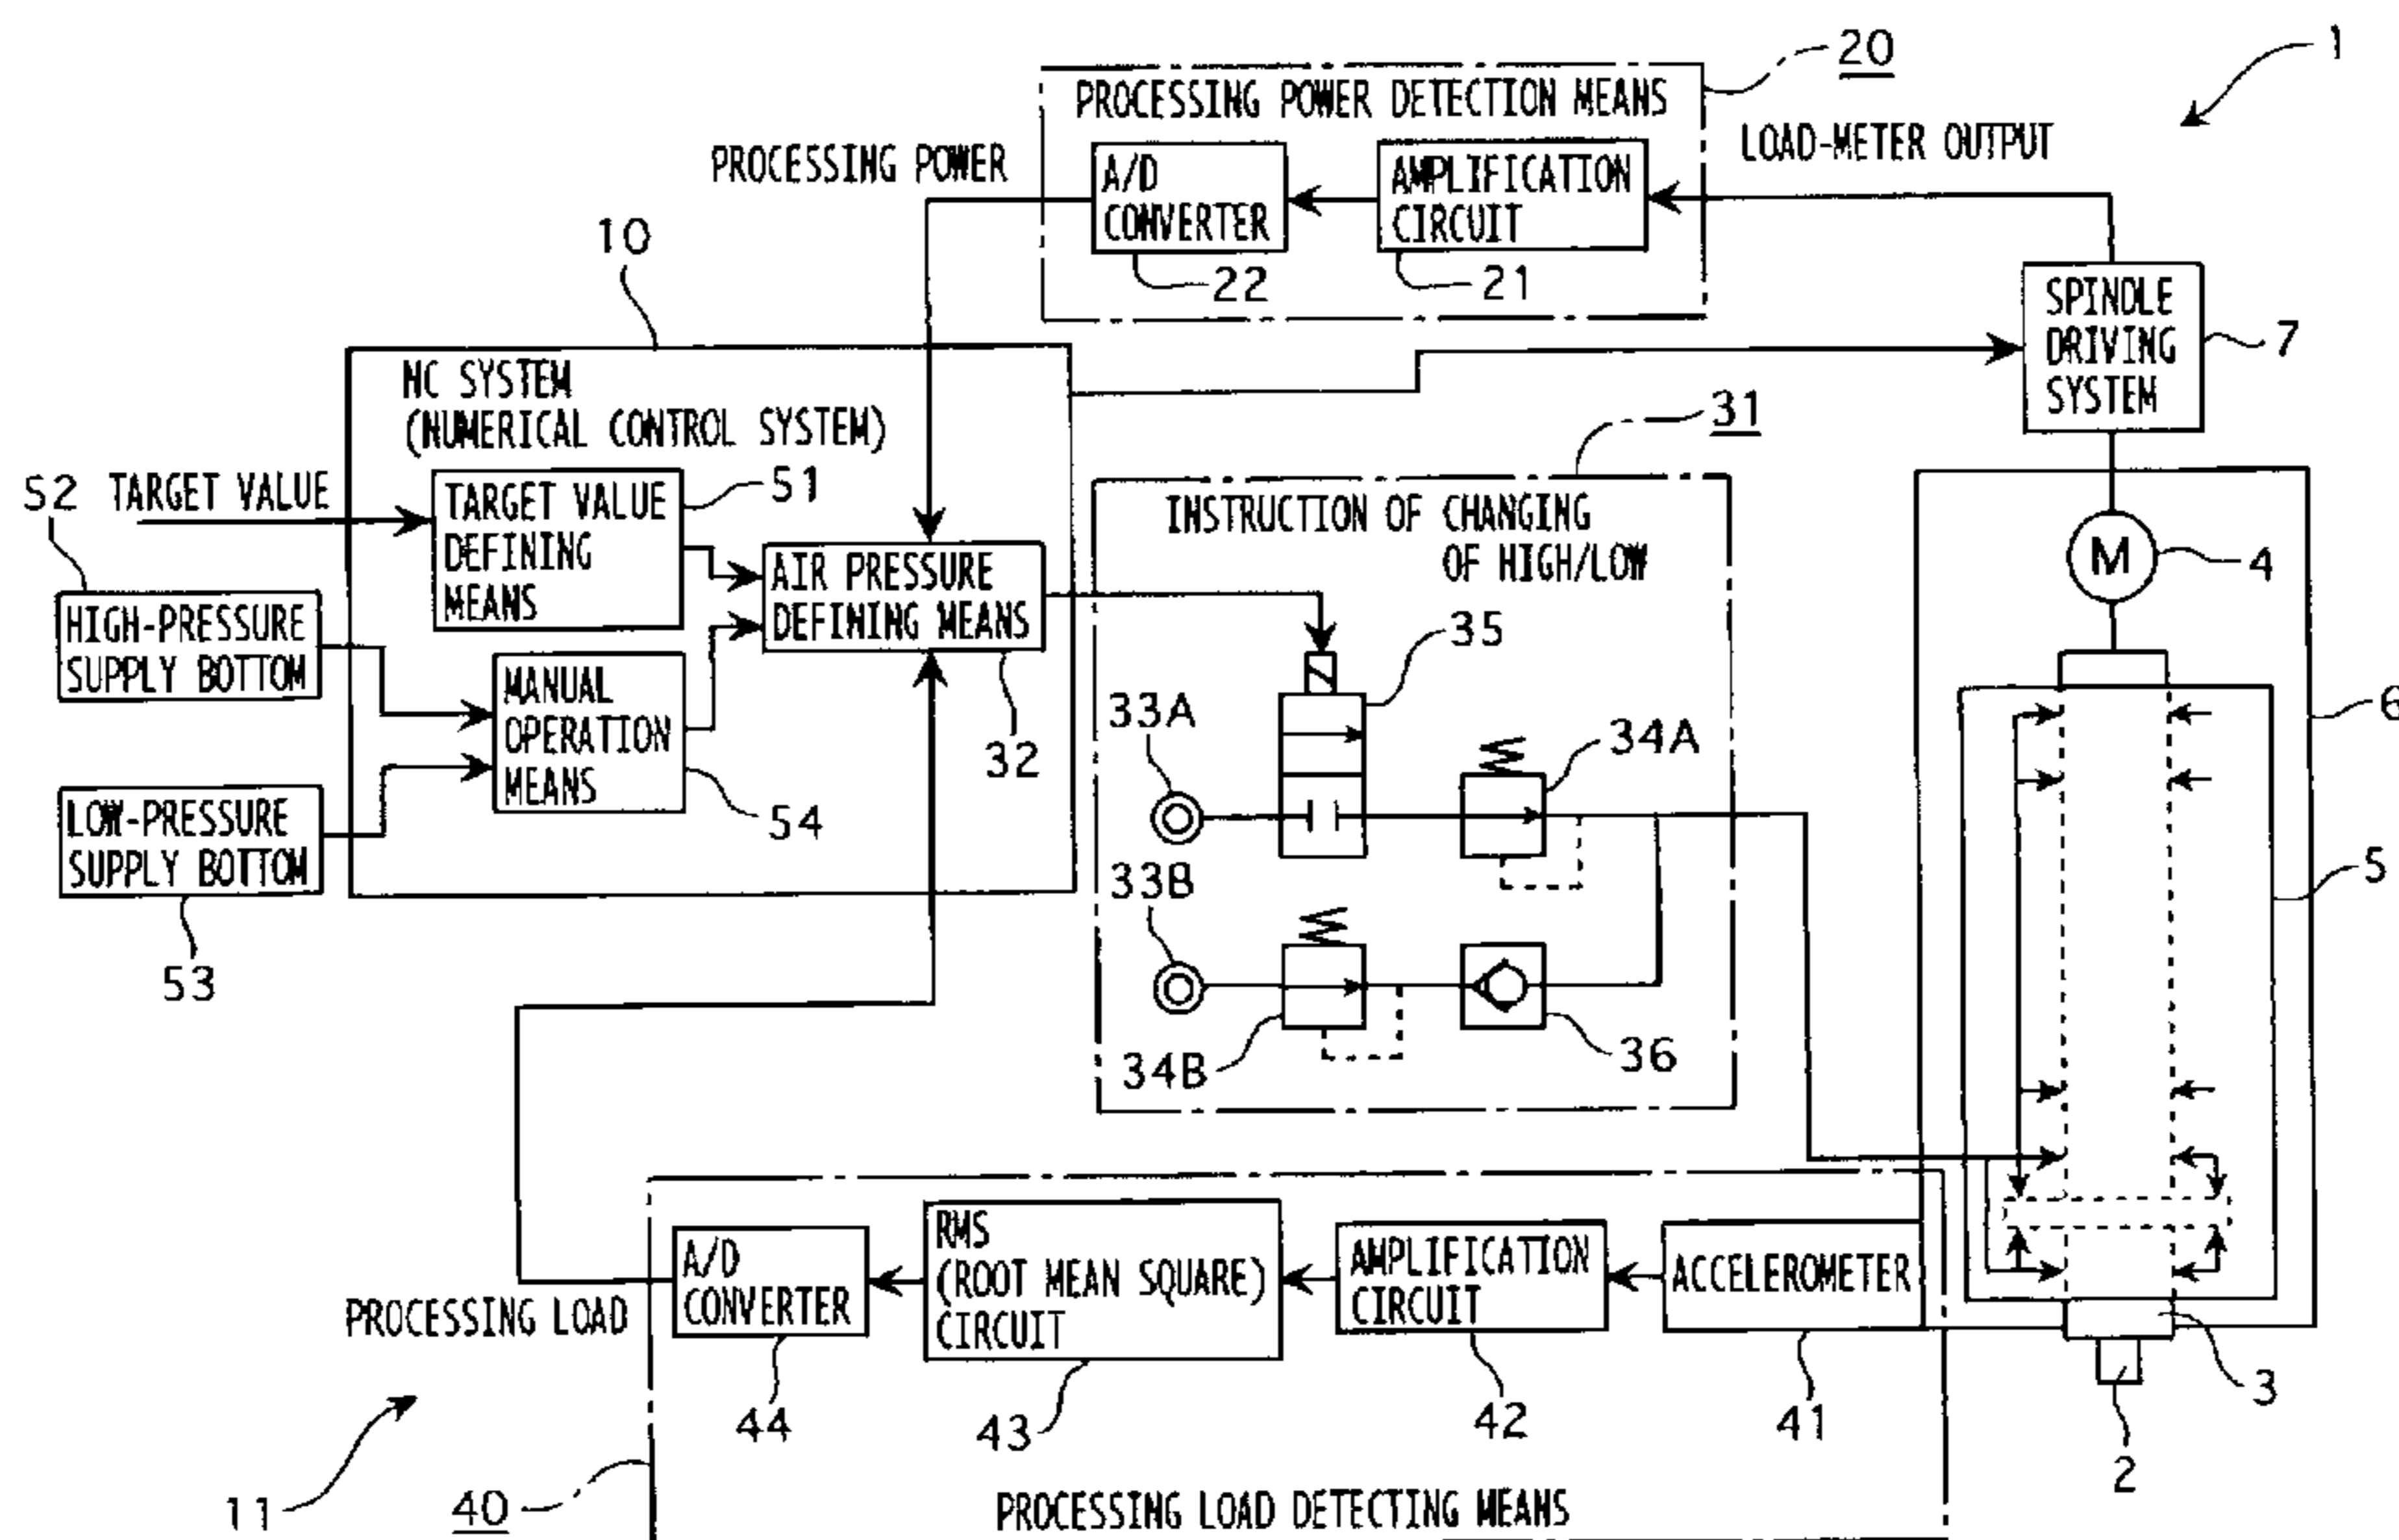 20
1
PROCESSING POWER DETECTION MEANS
LOAD-METER OUTPUT
PROCESSING POWER
A/D
CONVERTER
AMPLIFICATION
CIRCUIT
22
21
10
SPINDLE
DRIVING
SYSTEM
7
NC SYSTEM
(NUMERICAL CONTROL SYSTEM)
31
52
TARGET VALUE
TARGET VALUE
DEFINING
MEANS
51
INSTRUCTION OF CHANGING
OF HIGH/LOW
M
4
AIR PRESSURE
DEFINING MEANS
32
HIGH-PRESSURE
SUPPLY BOTTOM
MANUAL
OPERATION
MEANS
54
LOW-PRESSURE
SUPPLY BOTTOM
53
35
33A
34A
33B
34B
36
6
5
A/D
CONVERTER
44
RMS
(ROOT MEAN SQUARE)
CIRCUIT
43
AMPLIFICATION
CIRCUIT
42
ACCELEROMETER
41
PROCESSING LOAD
3
2
11
40
PROCESSING LOAD DETECTING MEANS